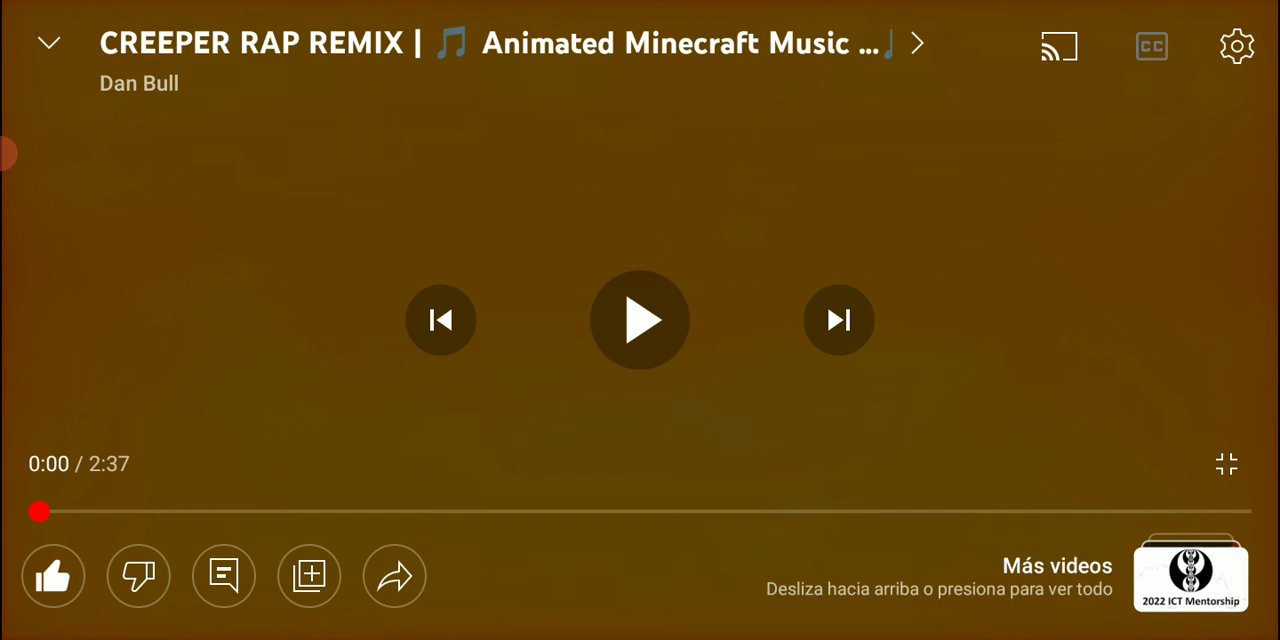 CREEPER RAP REMIX | 🎵 Animated Minecraft Music ...
Dan Bull
CC
0:00 / 2:37
Más videos
Desliza hacia arriba o presiona para ver todo
2022 ICT Mentorship